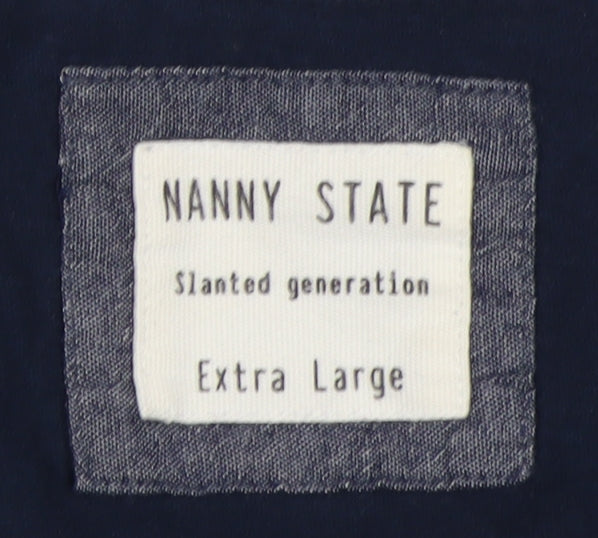 NANNY STATE
Slanted generation
Extra Large